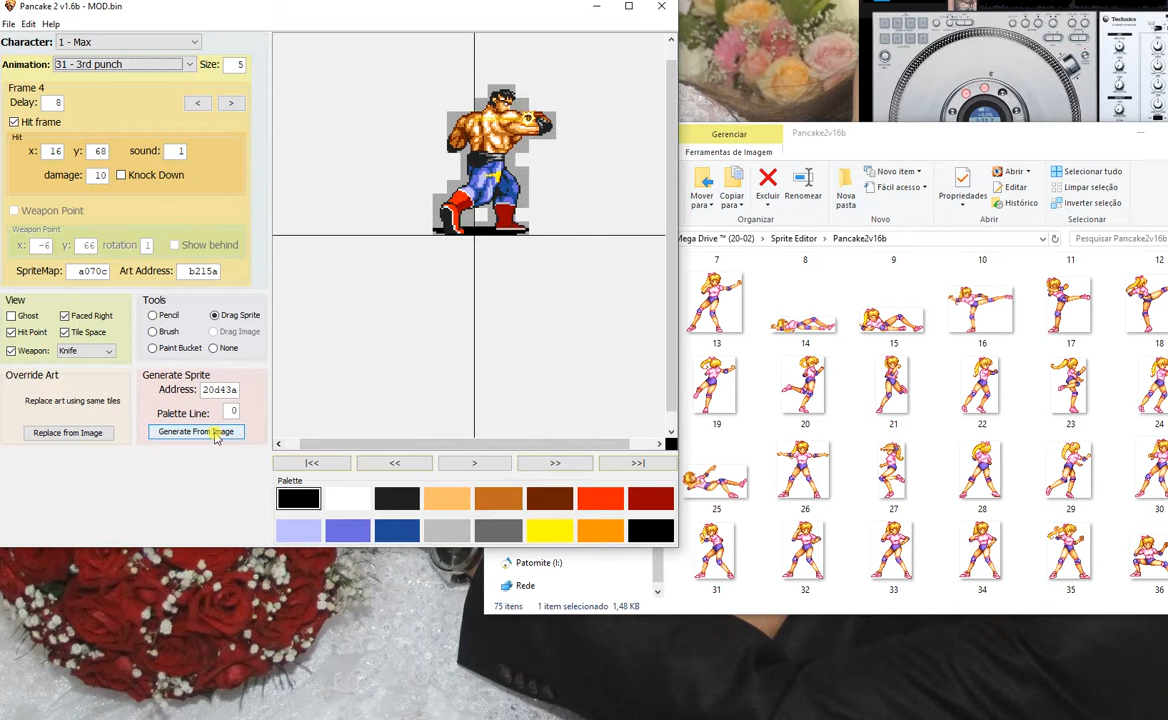 Pancake 2 v1.6b - MOD.bin
File Edit Help
Character: 1 - Max
Animation: 31 - 3rd punch Size: 5
Frame 4
Delay: 8 < >
Hit frame
Hit
x: 16 y: 68 sound: 1
damage: 10 Knock Down
Weapon Point
Weapon Point
x: -6 y: 66 rotation 1 Show behind
SpriteMap: a070c Art Address: b215a
View
Ghost Faced Right
Hit Point Tile Space
Weapon: Knife
Tools
Pencil Drag Sprite
Brush Drag Image
Paint Bucket None
Override Art
Replace art using same tiles
Replace from Image
Generate Sprite
Address: 20d43a
Palette Line: 0
Generate From Image
|<< << > >> >>|
Palette
Technics
Gerenciar Pancake2v16b
Ferramentas de Imagem
Mover para Copiar para Excluir Renomear
Organizar
Nova pasta
Novo item
Fácil acesso
Novo
Propriedades
Abrir
Editar
Histórico
Abrir
Selecionar tudo
Limpar seleção
Inverter seleção
Selecionar
Mega Drive ™ (20-02) > Sprite Editor > Pancake2v16b Pesquisar Pancake2v16b
7 8 9 10 11 12
13 14 15 16 17 18
19 20 21 22 23 24
25 26 27 28 29 30
31 32 33 34 35 36
Patomite (I:)
Rede
75 itens 1 item selecionado 1,48 KB